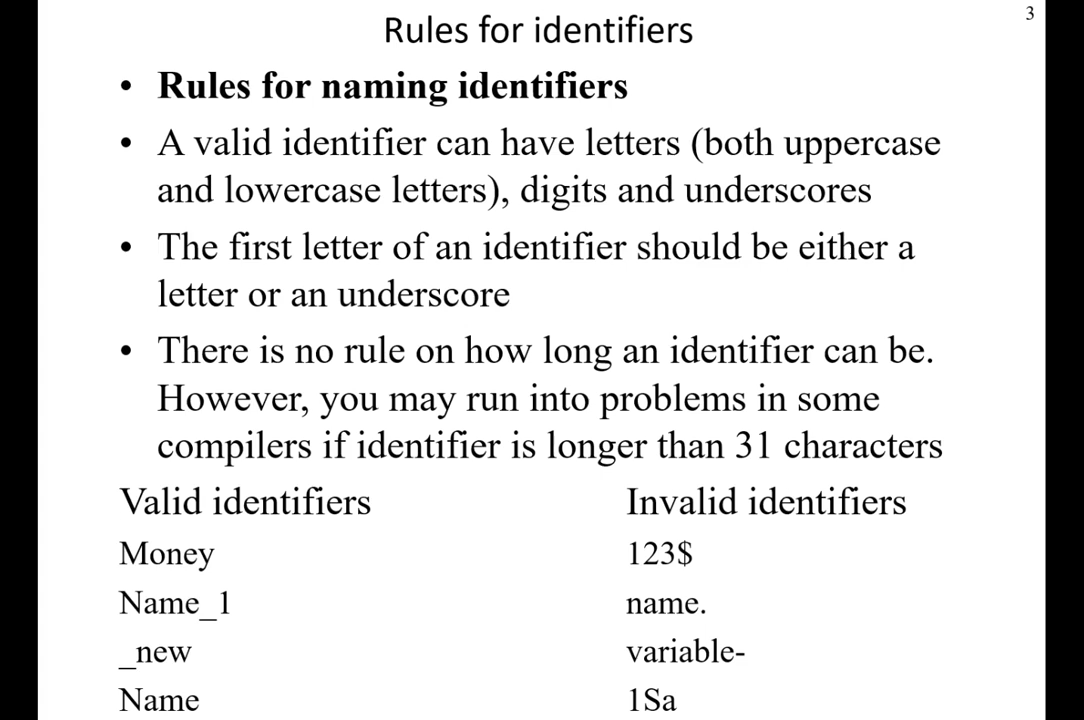 3
Rules for identifiers
• Rules for naming identifiers
• A valid identifier can have letters (both uppercase
and lowercase letters), digits and underscores
• The first letter of an identifier should be either a
letter or an underscore
• There is no rule on how long an identifier can be.
However, you may run into problems in some
compilers if identifier is longer than 31 characters
Valid identifiers Invalid identifiers
Money 123$
Name_1 name.
_new variable-
Name 1Sa